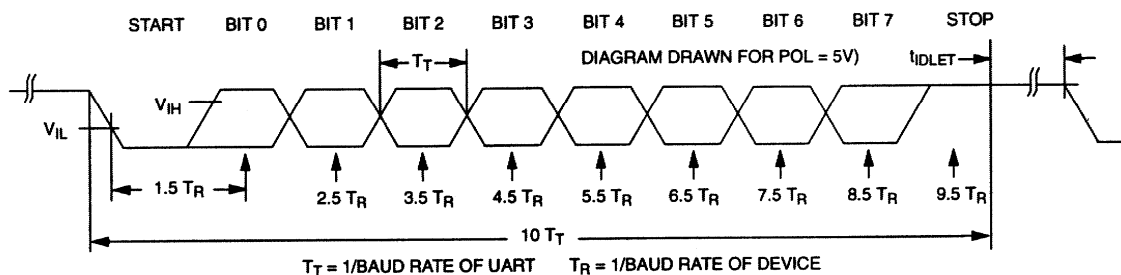 START BIT 0 BIT 1 BIT 2 BIT 3 BIT 4 BIT 5 BIT 6 BIT 7 STOP
T_T DIAGRAM DRAWN FOR POL = 5V) t_IDLET
V_IH
V_IL
1.5 T_R 2.5 T_R 3.5 T_R 4.5 T_R 5.5 T_R 6.5 T_R 7.5 T_R 8.5 T_R 9.5 T_R
10 T_T
T_T = 1/BAUD RATE OF UART T_R = 1/BAUD RATE OF DEVICE